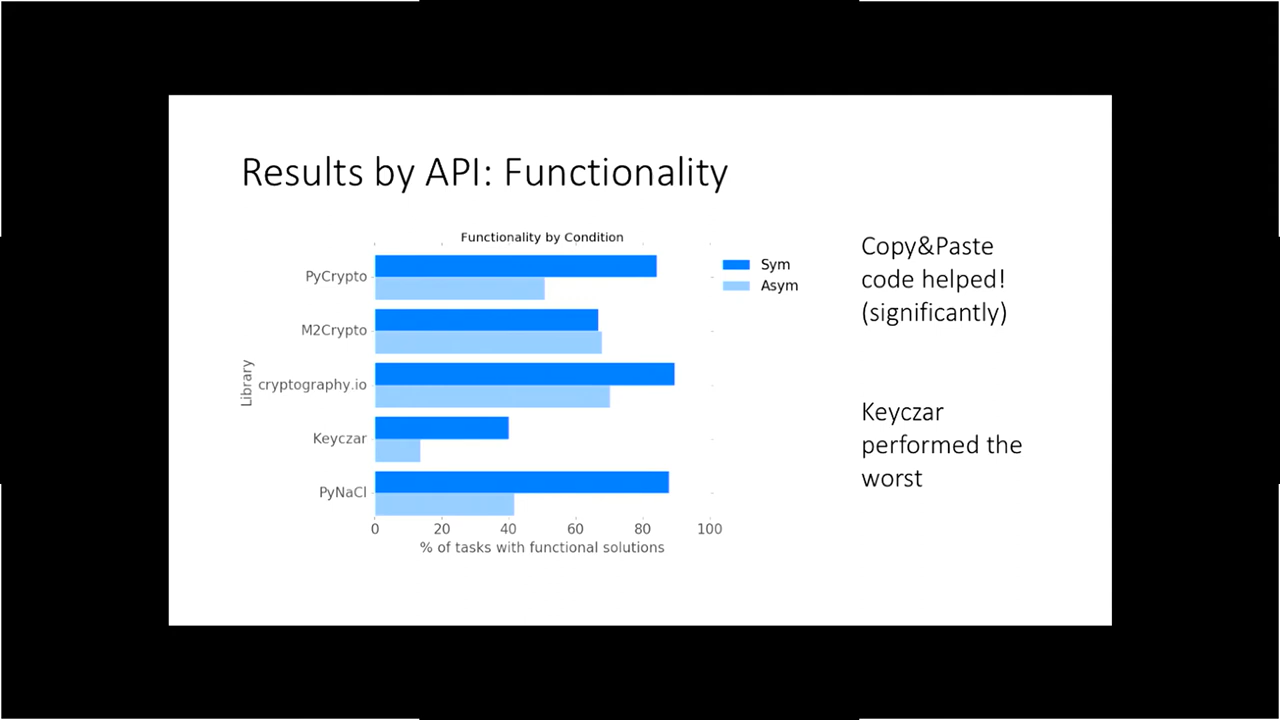 Results by API: Functionality
Functionality by Condition
Sym
Asym
PyCrypto
M2Crypto
cryptography.io
Keyczar
PyNaCl
Library
0 20 40 60 80 100
% of tasks with functional solutions
Copy&Paste
code helped!
(significantly)
Keyczar
performed the
worst